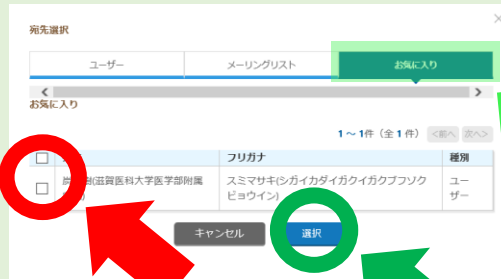 宛先選択
ユーザー メーリングリスト お気に入り
お気に入り
1～1件（全1件） <前へ 次へ>
フリガナ 種別
樹(滋賀医科大学医学部附属 スミマサキ(シガイカダイガクイガクブフゾク ユー
ビョウイン) ザー
キャンセル 選択